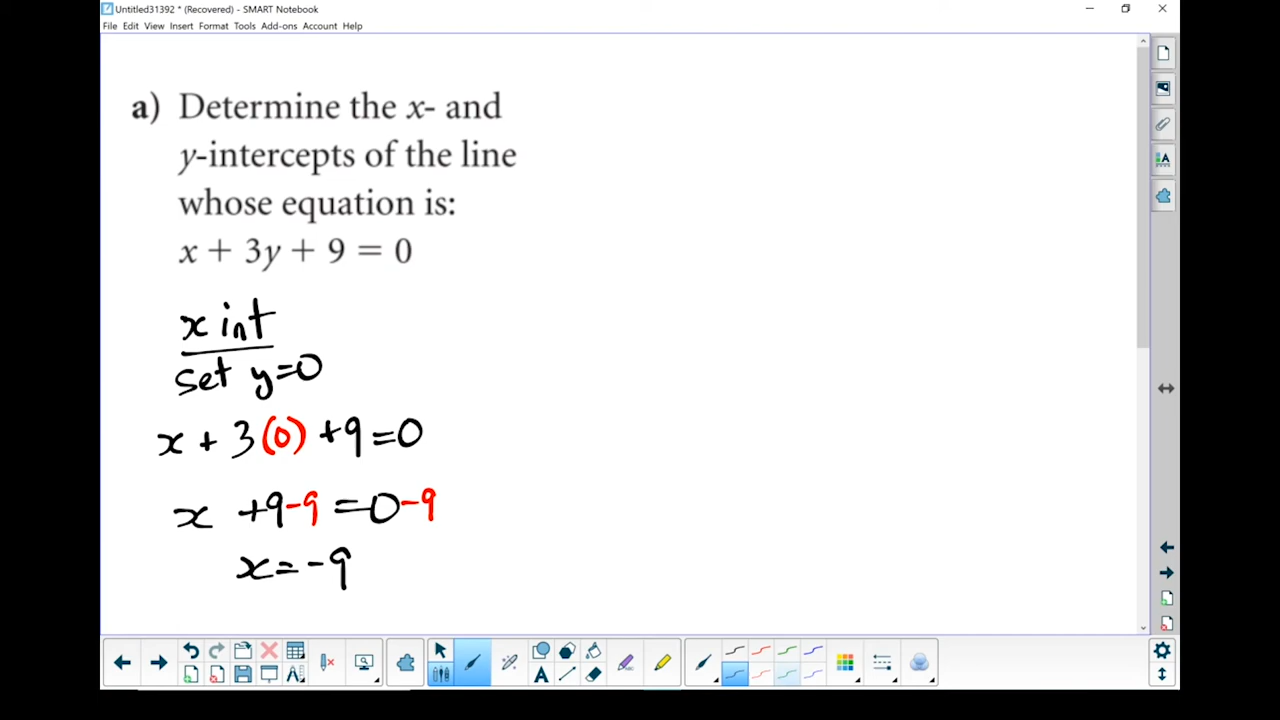 Untitled31392 * (Recovered) - SMART Notebook
File Edit View Insert Format Tools Add-ons Account Help
a) Determine the x- and
y-intercepts of the line
whose equation is:
x + 3y + 9 = 0
x int
set y=0
x + 3(0) +9=0
x +9-9=0-9
x=-9